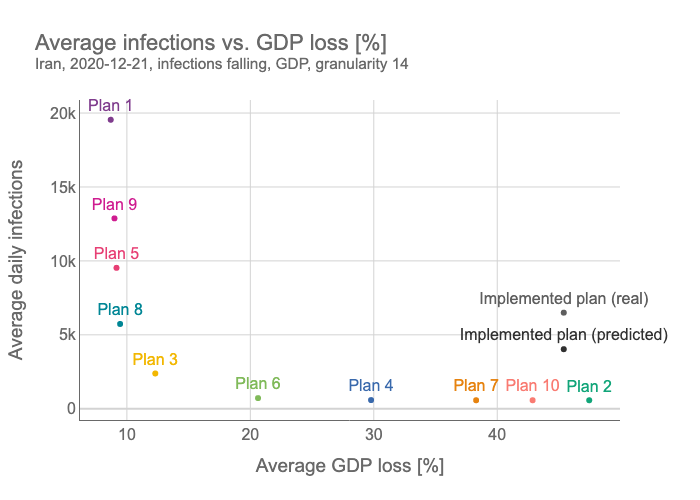 Average infections vs. GDP loss [%]
Iran, 2020-12-21, infections falling, GDP, granularity 14
20k
Plan 1
15k
Plan 9
Plan 5
10k
Plan 8
Implemented plan (real)
5k
Implemented plan (predicted)
Plan 3
Plan 6
Plan 4
Plan 7
Plan 10
Plan 2
0
10
20
30
40
Average GDP loss [%]
Average daily infections